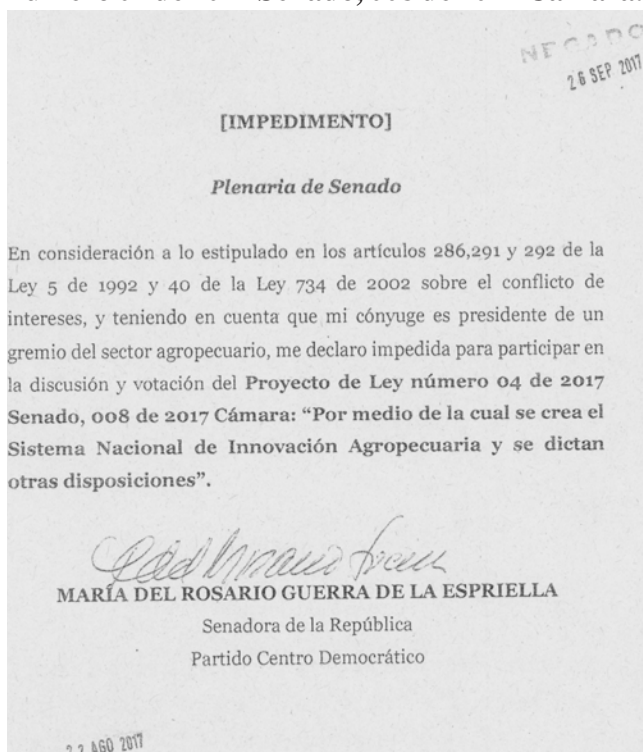 NEGADO
26 SEP 2017
[IMPEDIMENTO]
Plenaria de Senado
En consideración a lo estipulado en los artículos 286,291 y 292 de la
Ley 5 de 1992 y 40 de la Ley 734 de 2002 sobre el conflicto de
intereses, y teniendo en cuenta que mi cónyuge es presidente de un
gremio del sector agropecuario, me declaro impedida para participar en
la discusión y votación del Proyecto de Ley número 04 de 2017
Senado, 008 de 2017 Cámara: “Por medio de la cual se crea el
Sistema Nacional de Innovación Agropecuaria y se dictan
otras disposiciones”.
MARÍA DEL ROSARIO GUERRA DE LA ESPRIELLA
Senadora de la República
Partido Centro Democrático
22 AGO 2017